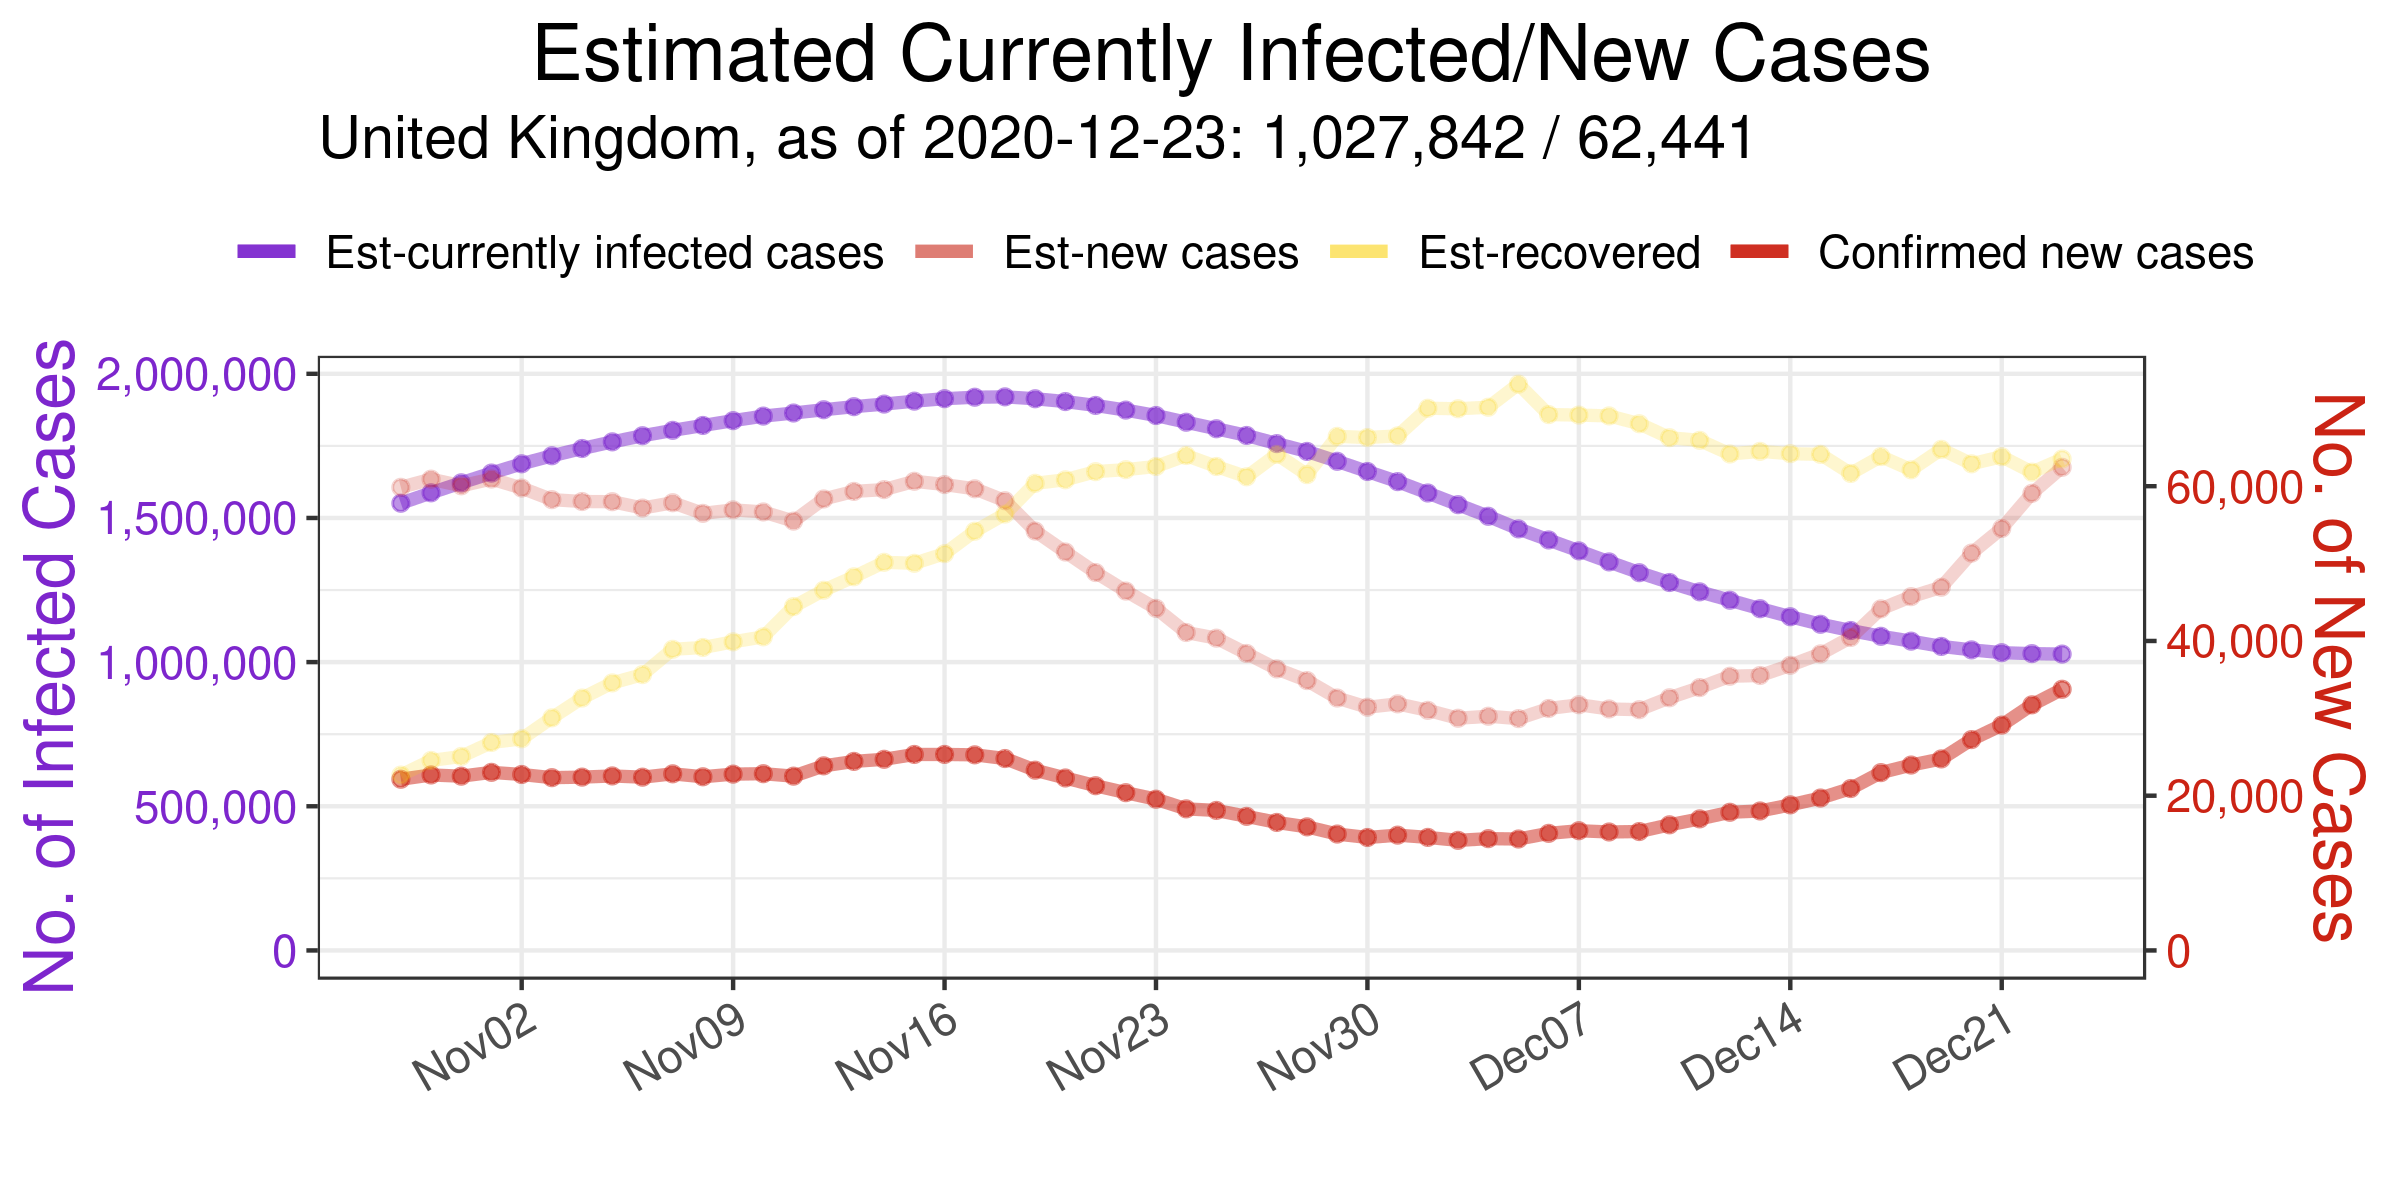 Estimated Currently Infected/New Cases
United Kingdom, as of 2020-12-23: 1,027,842 / 62,441
Est-currently infected cases Est-new cases Est-recovered Confirmed new cases
No. of Infected Cases
2,000,000
1,500,000
1,000,000
500,000
0
60,000
40,000
20,000
0
No. of New Cases
Nov02 Nov09 Nov16 Nov23 Nov30 Dec07 Dec14 Dec21